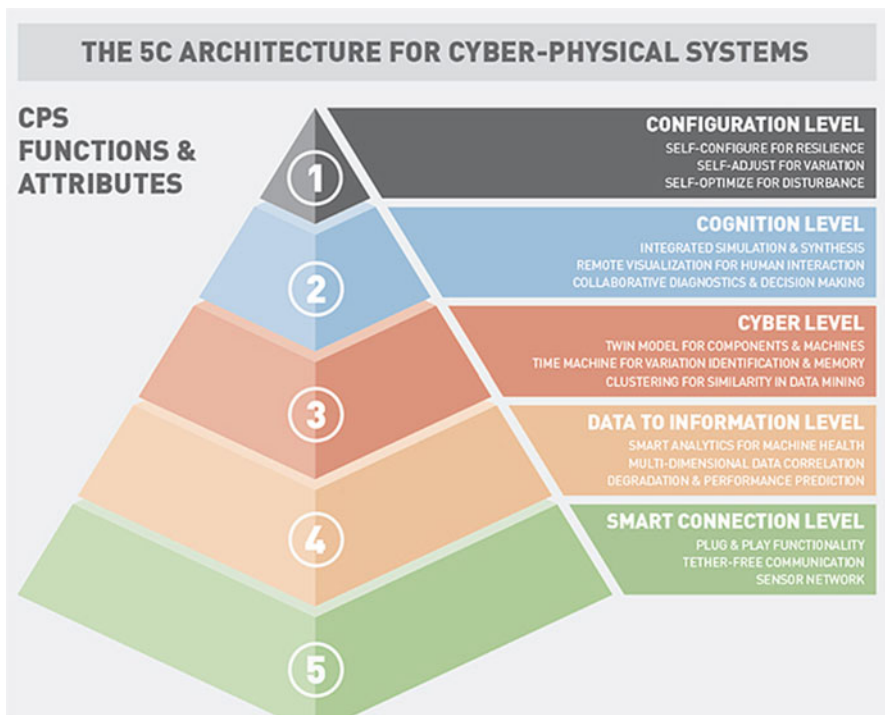 THE 5C ARCHITECTURE FOR CYBER-PHYSICAL SYSTEMS
CPS
FUNCTIONS &
ATTRIBUTES
1
CONFIGURATION LEVEL
SELF-CONFIGURE FOR RESILIENCE
SELF-ADJUST FOR VARIATION
SELF-OPTIMIZE FOR DISTURBANCE
2
COGNITION LEVEL
INTEGRATED SIMULATION & SYNTHESIS
REMOTE VISUALIZATION FOR HUMAN INTERACTION
COLLABORATIVE DIAGNOSTICS & DECISION MAKING
3
CYBER LEVEL
TWIN MODEL FOR COMPONENTS & MACHINES
TIME MACHINE FOR VARIATION IDENTIFICATION & MEMORY
CLUSTERING FOR SIMILARITY IN DATA MINING
4
DATA TO INFORMATION LEVEL
SMART ANALYTICS FOR MACHINE HEALTH
MULTI-DIMENSIONAL DATA CORRELATION
DEGRADATION & PERFORMANCE PREDICTION
5
SMART CONNECTION LEVEL
PLUG & PLAY FUNCTIONALITY
TETHER-FREE COMMUNICATION
SENSOR NETWORK